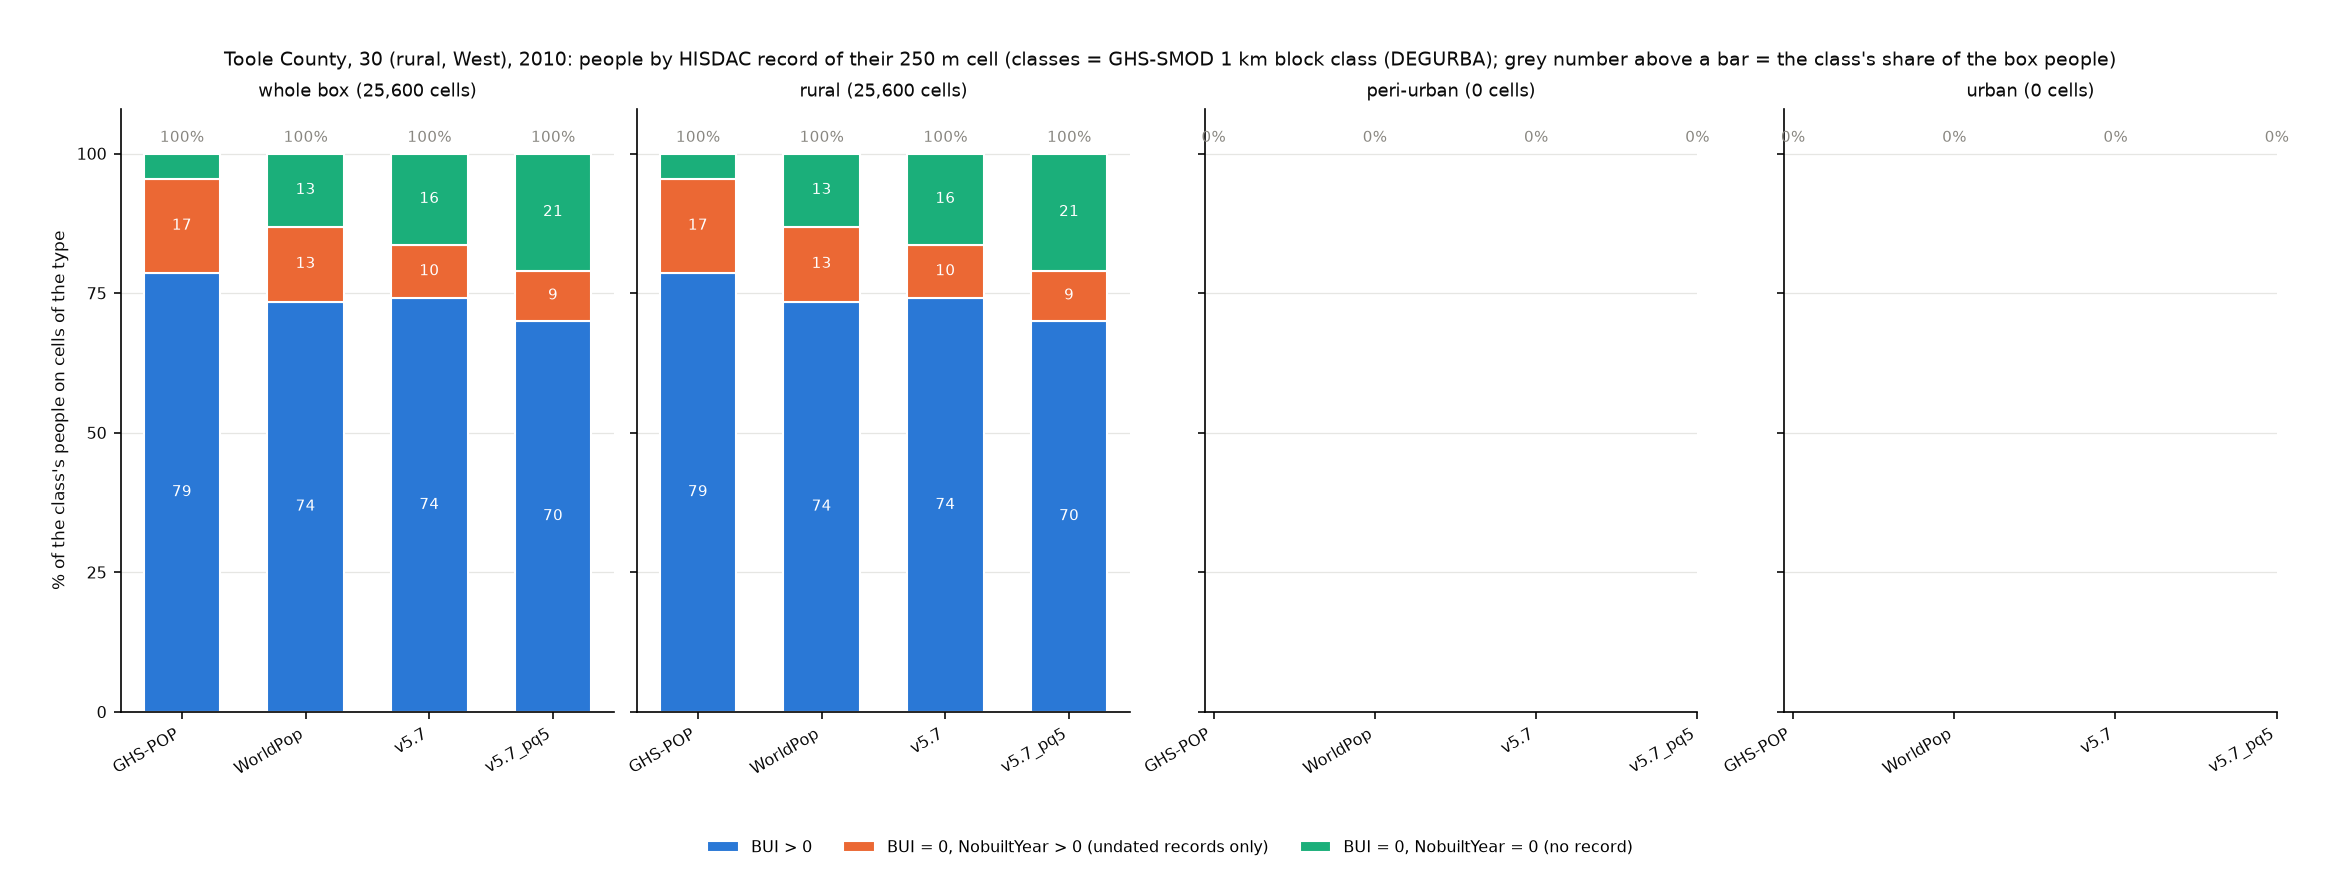 Toole County, 30 (rural, West), 2010: people by HISDAC record of their 250 m cell (classes = GHS-SMOD 1 km block class (DEGURBA); grey number above a bar = the class's share of the box people)
whole box (25,600 cells)
100% 100% 100% 100%
% of the class's people on cells of the type
100
75
50
25
0
17 13 16 21
13 10 9
79 74 74 70
GHS-POP WorldPop v5.7 v5.7_pq5
rural (25,600 cells)
100% 100% 100% 100%
17 13 16 21
13 10 9
79 74 74 70
GHS-POP WorldPop v5.7 v5.7_pq5
peri-urban (0 cells)
0% 0% 0% 0%
GHS-POP WorldPop v5.7 v5.7_pq5
urban (0 cells)
0% 0% 0% 0%
GHS-POP WorldPop v5.7 v5.7_pq5
BUI > 0 BUI = 0, NobuiltYear > 0 (undated records only) BUI = 0, NobuiltYear = 0 (no record)